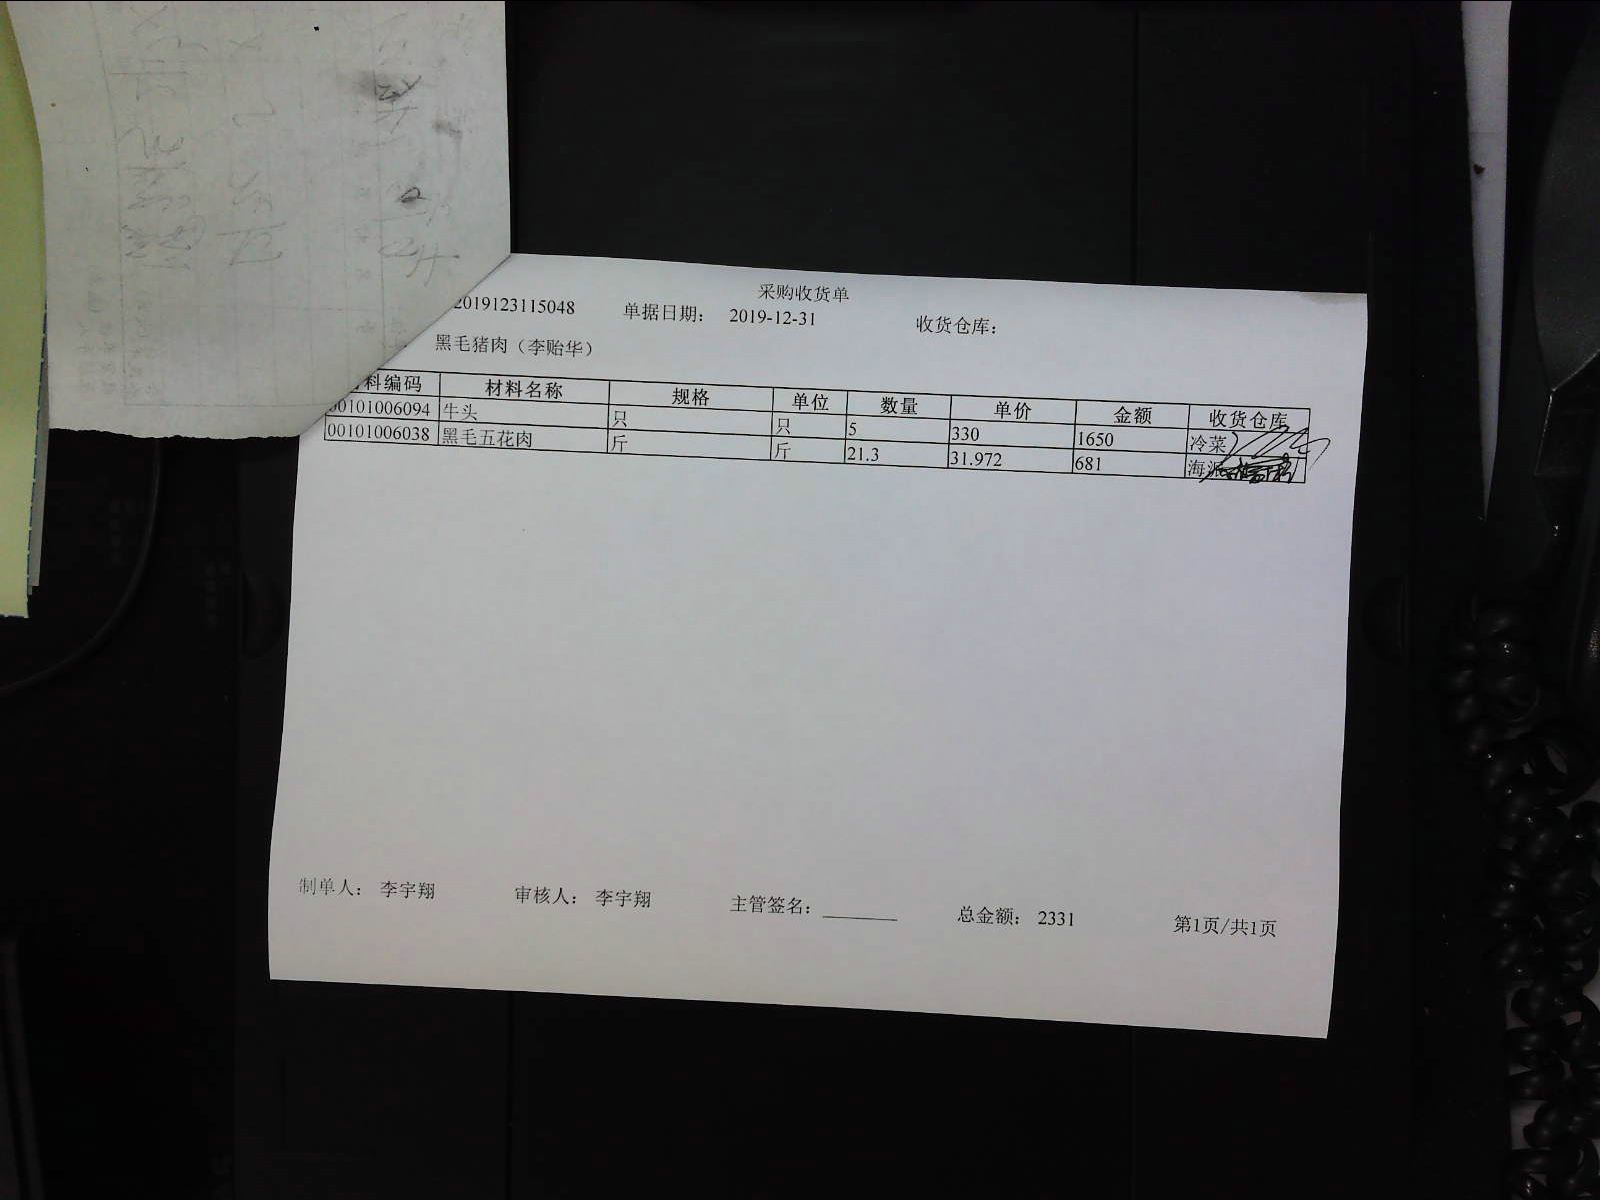 采购收货单
2019123115048 单据日期： 2019-12-31 收货仓库：
黑毛猪肉（李贻华）
料编码 材料名称 规格 单位 数量 单价 金额 收货仓库
00101006094 牛头 只 只 5 330 1650 冷菜
00101006038 黑毛五花肉 斤 斤 21.3 31.972 681 海派
制单人： 李宇翔 审核人： 李宇翔 主管签名： ________ 总金额： 2331 第1页/共1页